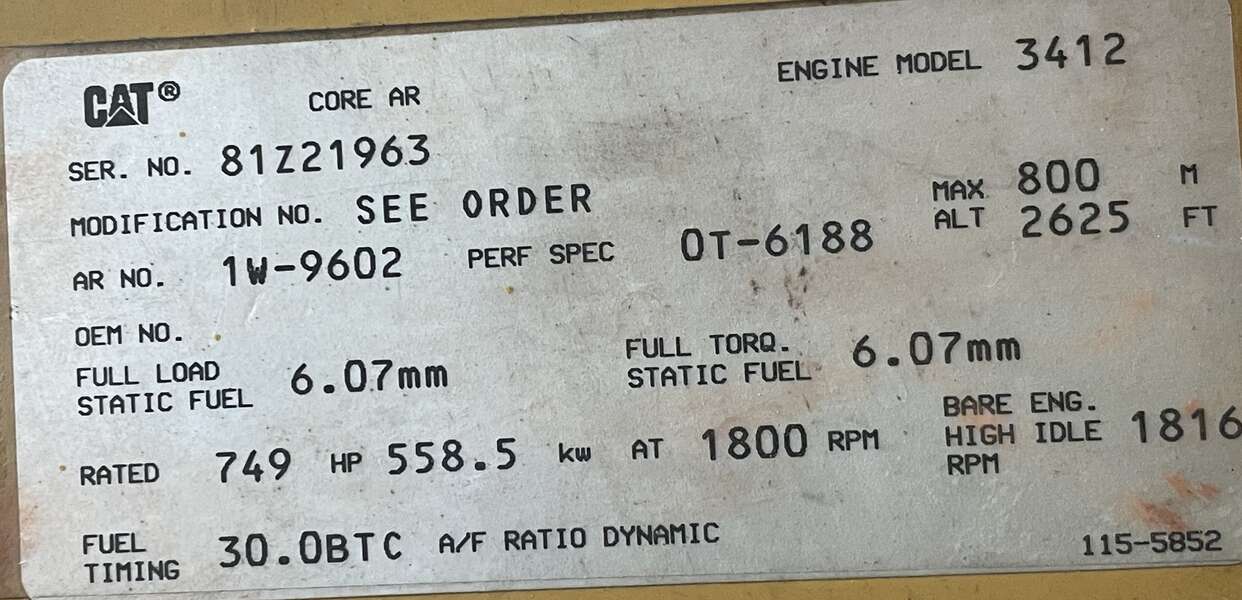 CAT® CORE AR ENGINE MODEL 3412
SER. NO. 81Z21963
MODIFICATION NO. SEE ORDER MAX ALT 800 M
2625 FT
AR NO. 1W-9602 PERF SPEC 0T-6188
OEM NO.
FULL LOAD STATIC FUEL 6.07mm FULL TORQ. STATIC FUEL 6.07mm
RATED 749 HP 558.5 kw AT 1800 RPM BARE ENG. HIGH IDLE RPM 1816
FUEL TIMING 30.0BTC A/F RATIO DYNAMIC
115-5852